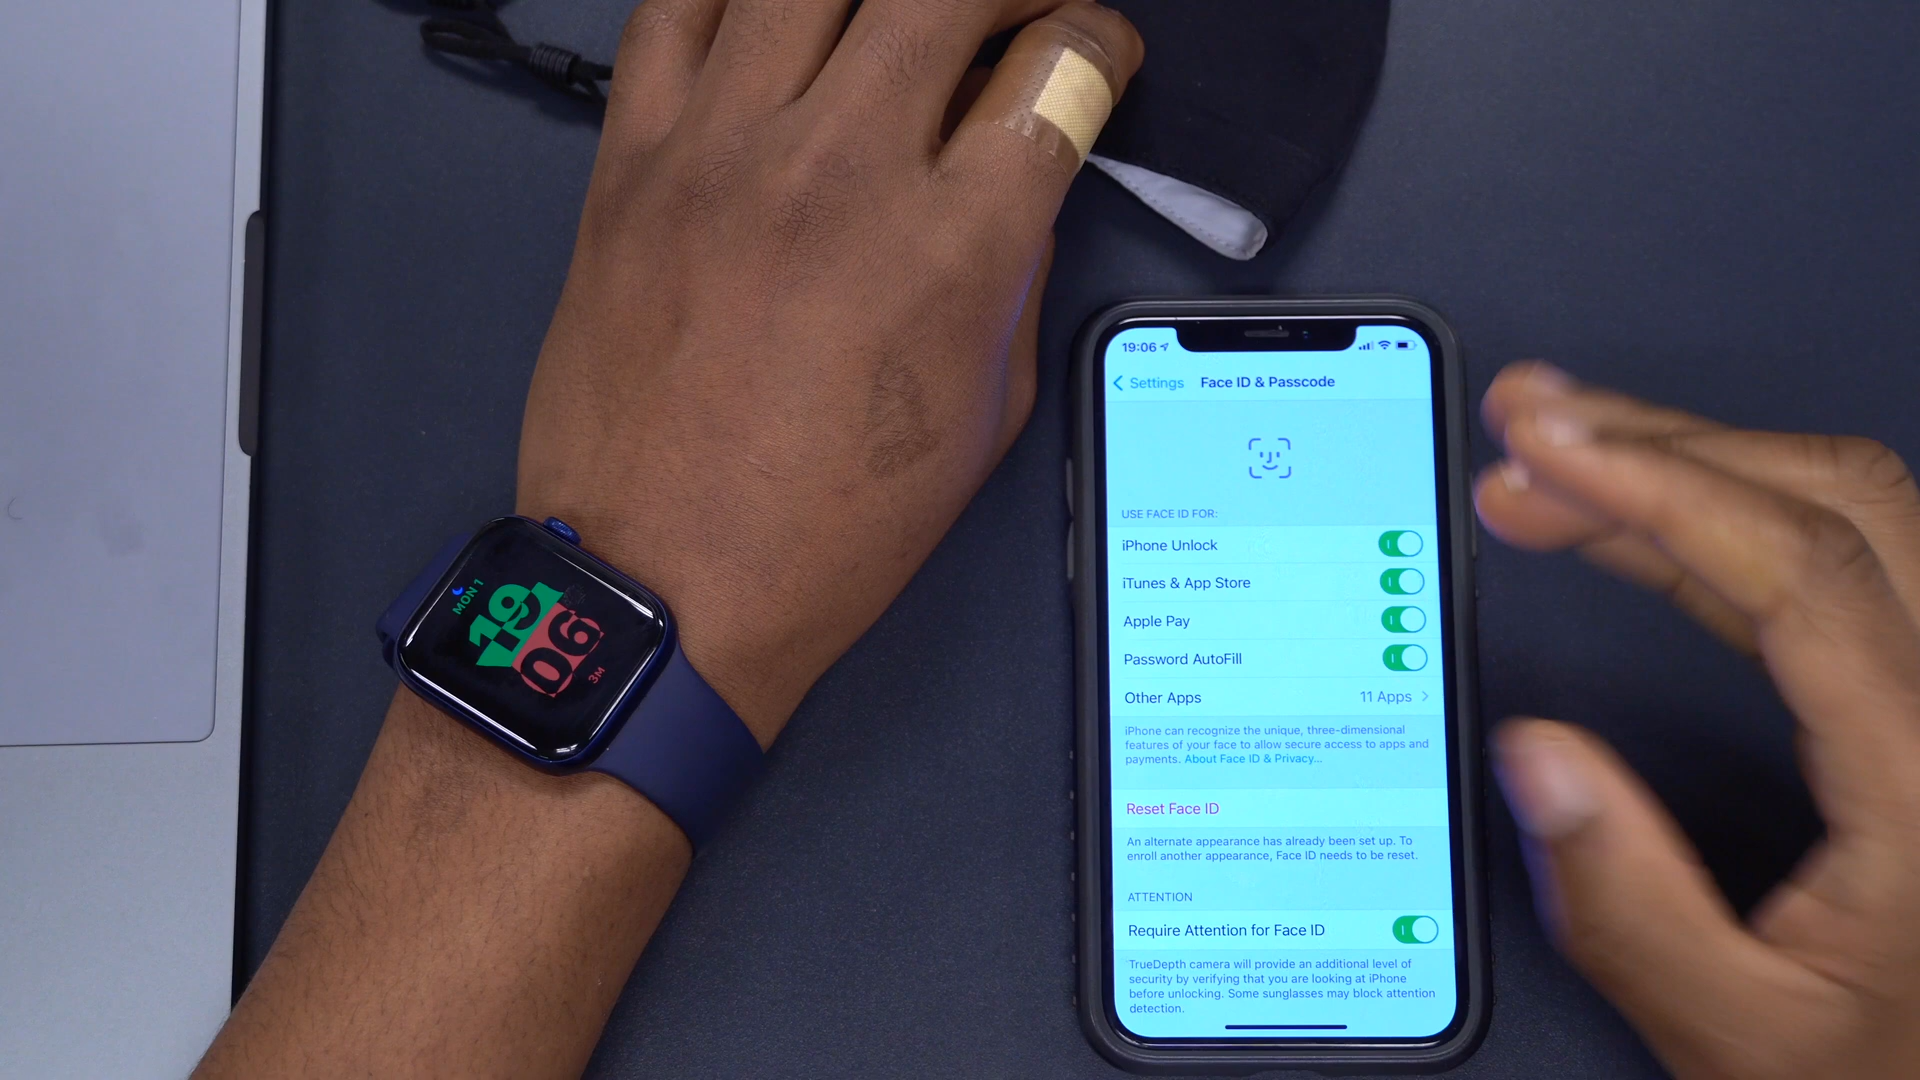 MON 1
19
06
3M
19:06
Settings Face ID & Passcode
USE FACE ID FOR:
iPhone Unlock
iTunes & App Store
Apple Pay
Password AutoFill
Other Apps 11 Apps
iPhone can recognize the unique, three-dimensional
features of your face to allow secure access to apps and
payments. About Face ID & Privacy...
Reset Face ID
An alternate appearance has already been set up. To
enroll another appearance, Face ID needs to be reset.
ATTENTION
Require Attention for Face ID
TrueDepth camera will provide an additional level of
security by verifying that you are looking at iPhone
before unlocking. Some sunglasses may block attention
detection.